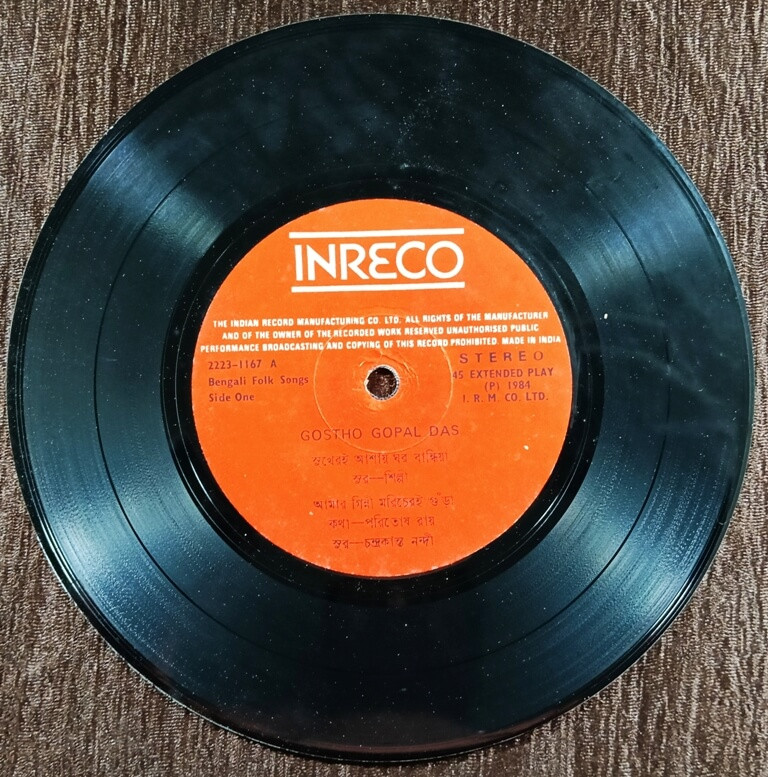 INRECO
THE INDIAN RECORD MANUFACTURING CO. LTD. ALL RIGHTS OF THE MANUFACTURER
AND OF THE OWNER OF THE RECORDED WORK RESERVED UNAUTHORISED PUBLIC
PERFORMANCE BROADCASTING AND COPYING OF THIS RECORD PROHIBITED. MADE IN INDIA
2223-1167 A
Bengali Folk Songs
Side One
STEREO
45 EXTENDED PLAY
(P) 1984
I. R. M. CO. LTD.
GOSTHO GOPAL DAS
সুখেরই আশায় ঘর বান্ধিয়া
সুর—শিল্পী
আমার গিন্নী মরিচেরই গুঁড়া
কথা—পরিতোষ রায়
সুর—চন্দ্রকান্ত নন্দী